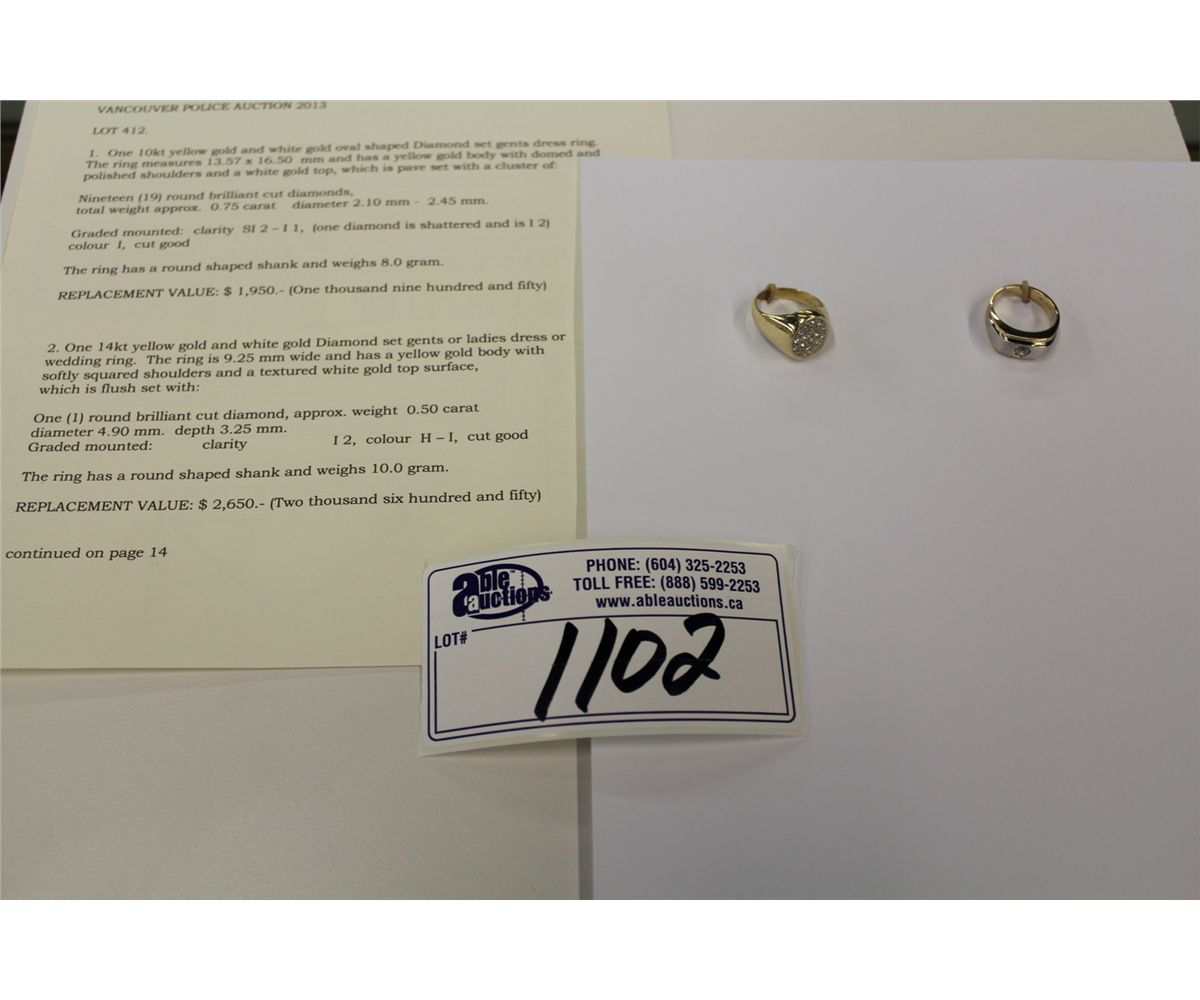 VANCOUVER POLICE AUCTION 2013
LOT 412.
1. One 10kt yellow gold and white gold oval shaped Diamond set gents dress ring.
The ring measures 13.57 x 16.50 mm and has a yellow gold body with domed and
polished shoulders and a white gold top, which is pave set with a cluster of:
Nineteen (19) round brilliant cut diamonds,
total weight approx. 0.75 carat diameter 2.10 mm - 2.45 mm.
Graded mounted: clarity SI 2 – I 1, (one diamond is shattered and is I 2)
colour I, cut good
The ring has a round shaped shank and weighs 8.0 gram.
REPLACEMENT VALUE: $ 1,950.- (One thousand nine hundred and fifty)
2. One 14kt yellow gold and white gold Diamond set gents or ladies dress or
wedding ring. The ring is 9.25 mm wide and has a yellow gold body with
softly squared shoulders and a textured white gold top surface,
which is flush set with:
One (1) round brilliant cut diamond, approx. weight 0.50 carat
diameter 4.90 mm. depth 3.25 mm.
Graded mounted: clarity I 2, colour H – I, cut good
The ring has a round shaped shank and weighs 10.0 gram.
REPLACEMENT VALUE: $ 2,650.- (Two thousand six hundred and fifty)
continued on page 14
able auctions
PHONE: (604) 325-2253
TOLL FREE: (888) 599-2253
www.ableauctions.ca
LOT#
1102